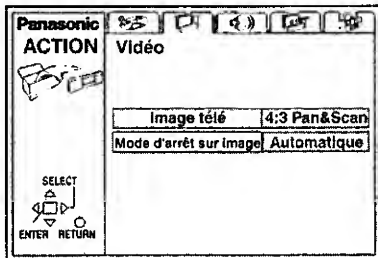 Panasonic
ACTION
Vidéo
Image télé 4:3 Pan&Scan
Mode d'arrêt sur image Automatique
SELECT
ENTER RETURN